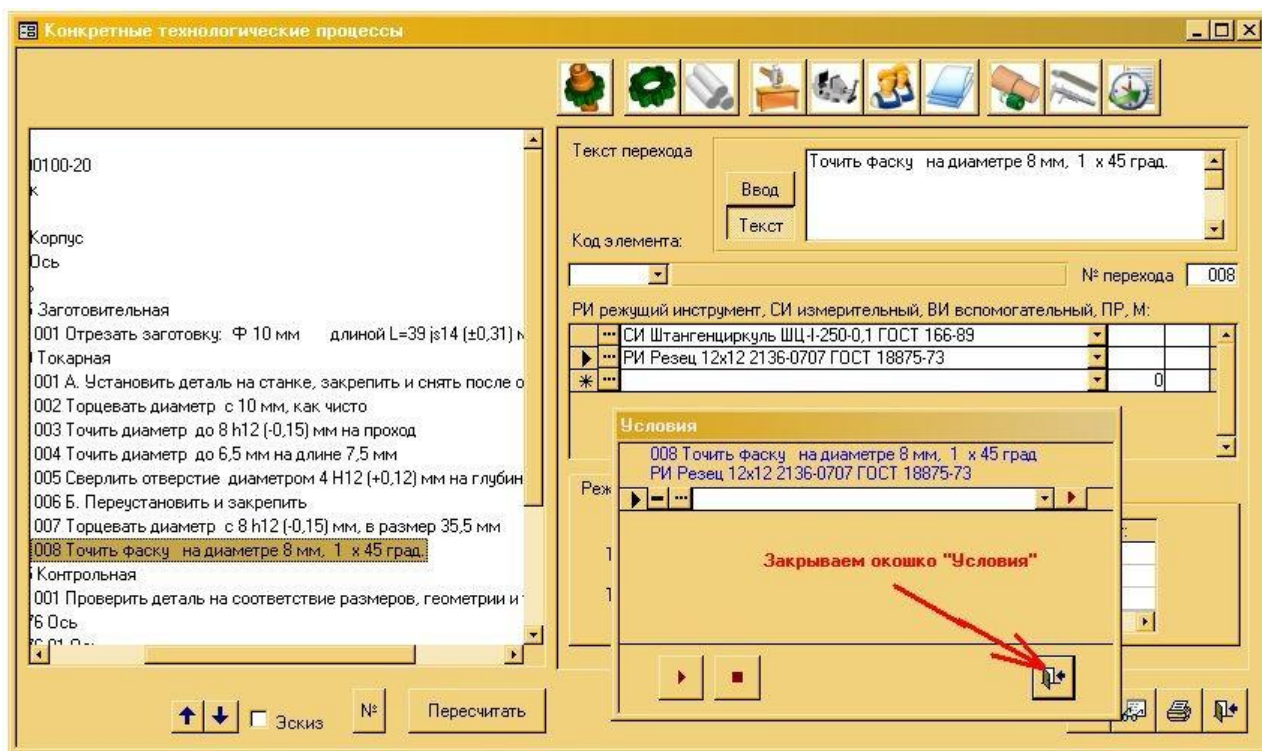 Конкретные технологические процессы
00100-20
к
Корпус
Ось
Заготовительная
001 Отрезать заготовку: Ф 10 мм длиной L=39 js14 (±0,31) м
Токарная
001 А. Установить деталь на станке, закрепить и снять после о
002 Торцевать диаметр с 10 мм, как чисто
003 Точить диаметр до 8 h12 (-0,15) мм на проход
004 Точить диаметр до 6,5 мм на длине 7,5 мм
005 Сверлить отверстие диаметром 4 H12 (+0,12) мм на глубин
006 Б. Переустановить и закрепить
007 Торцевать диаметр с 8 h12 (-0,15) мм, в размер 35,5 мм
008 Точить фаску на диаметре 8 мм, 1 х 45 град.
Контрольная
001 Проверить деталь на соответствие размеров, геометрии и
76 Ось
Эскиз
№
Пересчитать
Текст перехода
Ввод
Текст
Точить фаску на диаметре 8 мм, 1 х 45 град.
Код элемента:
№ перехода 008
РИ режущий инструмент, СИ измерительный, ВИ вспомогательный, ПР, М:
СИ Штангенциркуль ШЦ-I-250-0,1 ГОСТ 166-89
РИ Резец 12х12 2136-0707 ГОСТ 18875-73
0
Реж
Условия
008 Точить фаску на диаметре 8 мм, 1 х 45 град
РИ Резец 12х12 2136-0707 ГОСТ 18875-73
Закрываем окошко "Условия"